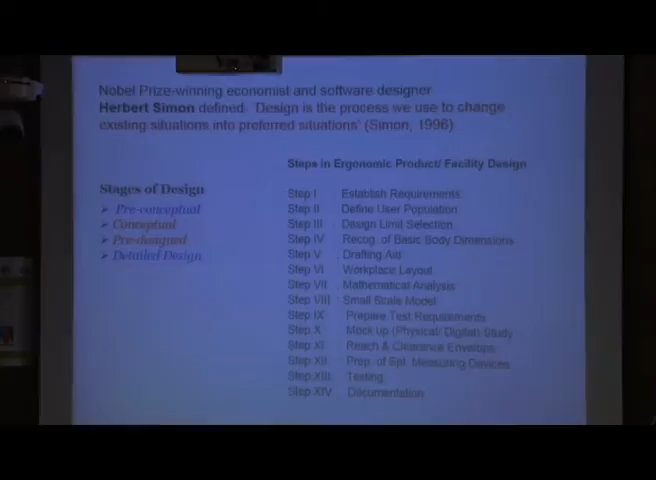 Nobel Prize-winning economist and software designer
Herbert Simon defined: 'Design is the process we use to change
existing situations into preferred situations' (Simon, 1996)
Steps in Ergonomic Product/ Facility Design
Stages of Design
➢ Pre-conceptual
➢ Conceptual
➢ Pre-designed
➢ Detailed Design
Step I Establish Requirements
Step II Define User Population
Step III Design Limit Selection
Step IV Recog. of Basic Body Dimensions
Step V : Drafting Aid
Step VI Workplace Layout
Step VII Mathematical Analysis
Step VIII : Small Scale Model
Step IX Prepare Test Requirements
Step X Mock up (Physical/ Digital) Study
Step XI Reach & Clearance Envelops
Step XII Prep. of Spl. Measuring Devices
Step XIII Testing
Step XIV Documentation